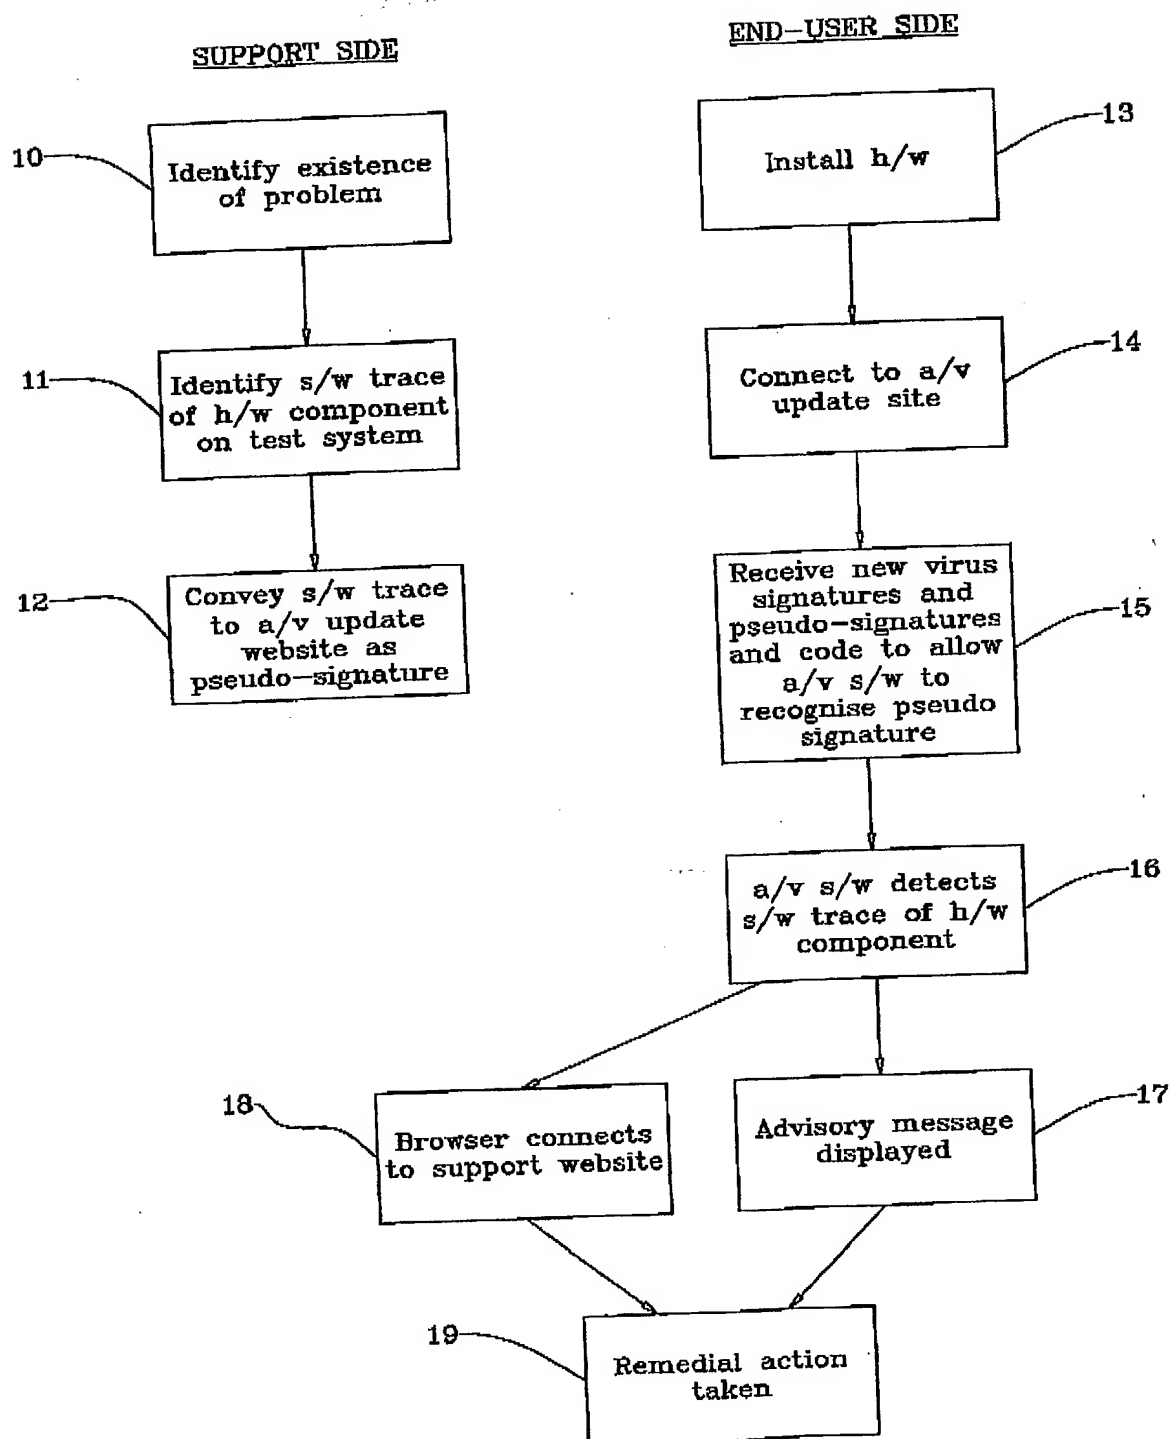 SUPPORT SIDE
10
Identify existence
of problem
11
Identify s/w trace
of h/w component
on test system
12
Convey s/w trace
to a/v update
website as
pseudo-signature
END-USER SIDE
13
Install h/w
14
Connect to a/v
update site
15
Receive new virus
signatures and
pseudo-signatures
and code to allow
a/v s/w to
recognise pseudo
signature
16
a/v s/w detects
s/w trace of h/w
component
18
Browser connects
to support website
17
Advisory message
displayed
19
Remedial action
taken